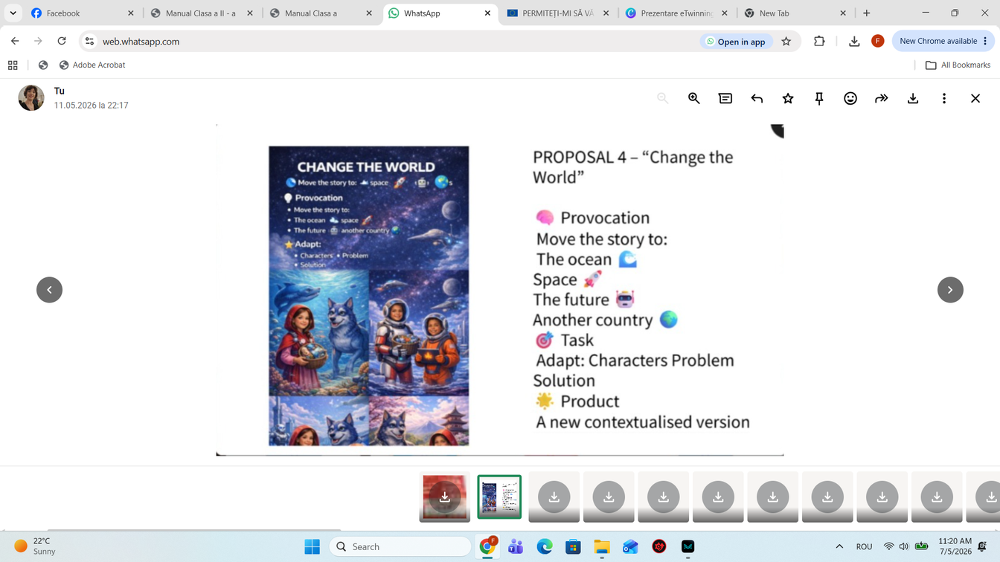 Facebook
Manual Clasa a II - a
Manual Clasa a
WhatsApp
PERMITEȚI-MI SĂ VĂ
Prezentare eTwinning
New Tab
web.whatsapp.com
Open in app
F
New Chrome available
Adobe Acrobat
All Bookmarks
Tu
11.05.2026 la 22:17
CHANGE THE WORLD
Move the story to: space s
Provocation
• Move the story to:
• The ocean space
• The future another country
Adapt:
• Characters • Problem
• Solution
PROPOSAL 4 – “Change the
World”
🧠 Provocation
Move the story to:
The ocean 🌊
Space 🚀
The future 🤖
Another country 🌍
🎯 Task
Adapt: Characters Problem
Solution
🌟 Product
A new contextualised version
22°C
Sunny
Search
F
ROU
11:20 AM
7/5/2026